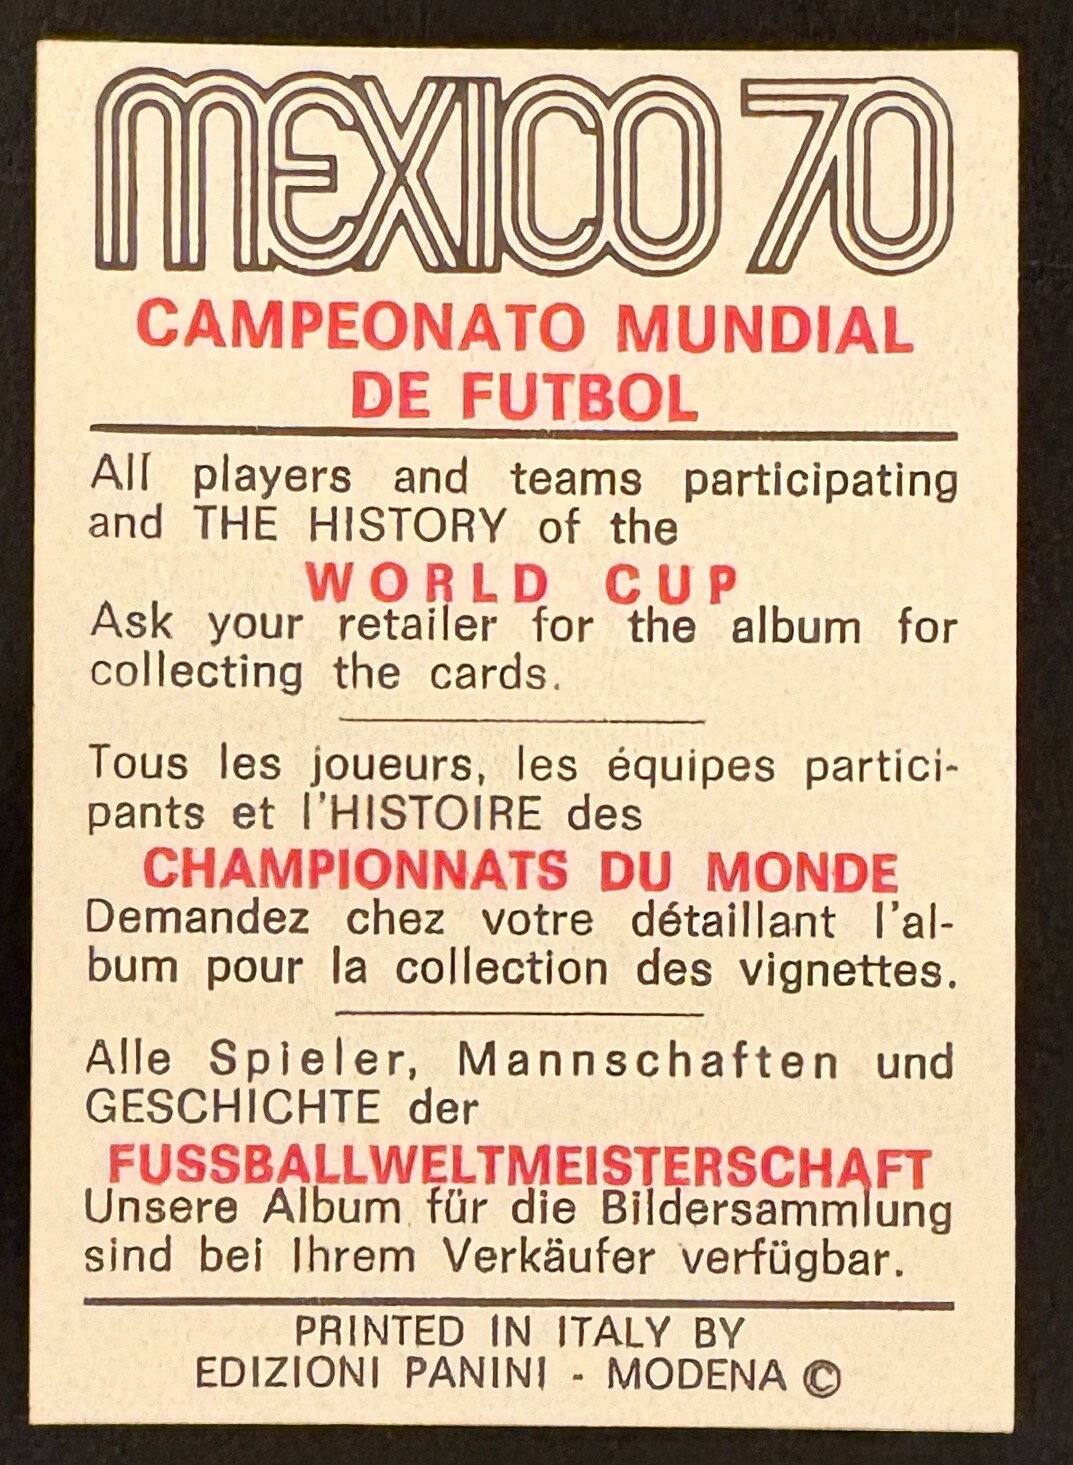 MEXICO 70
CAMPEONATO MUNDIAL
DE FUTBOL
All players and teams participating
and THE HISTORY of the
WORLD CUP
Ask your retailer for the album for
collecting the cards.
Tous les joueurs, les équipes partici-
pants et l'HISTOIRE des
CHAMPIONNATS DU MONDE
Demandez chez votre détaillant l'al-
bum pour la collection des vignettes.
Alle Spieler, Mannschaften und
GESCHICHTE der
FUSSBALLWELTMEISTERSCHAFT
Unsere Album für die Bildersammlung
sind bei Ihrem Verkäufer verfügbar.
PRINTED IN ITALY BY
EDIZIONI PANINI - MODENA ©